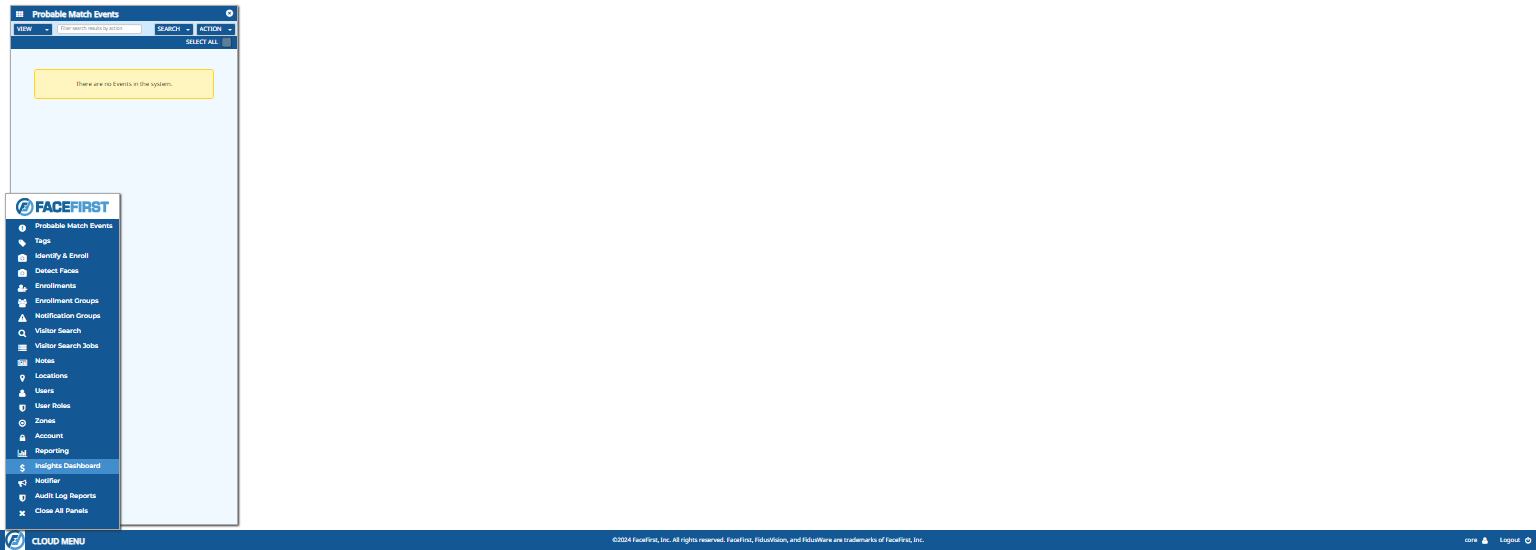 Probable Match Events
VIEW
Filter search results by action
SEARCH
ACTION
SELECT ALL
There are no Events in the system.
FACEFIRST
Probable Match Events
Tags
Identify & Enroll
Detect Faces
Enrollments
Enrollment Groups
Notification Groups
Visitor Search
Visitor Search Jobs
Notes
Locations
Users
User Roles
Zones
Account
Reporting
Insights Dashboard
Notifier
Audit Log Reports
Close All Panels
CLOUD MENU
©2024 FaceFirst, Inc. All rights reserved. FaceFirst, FidusVision, and FidusWare are trademarks of FaceFirst, Inc.
core
Logout